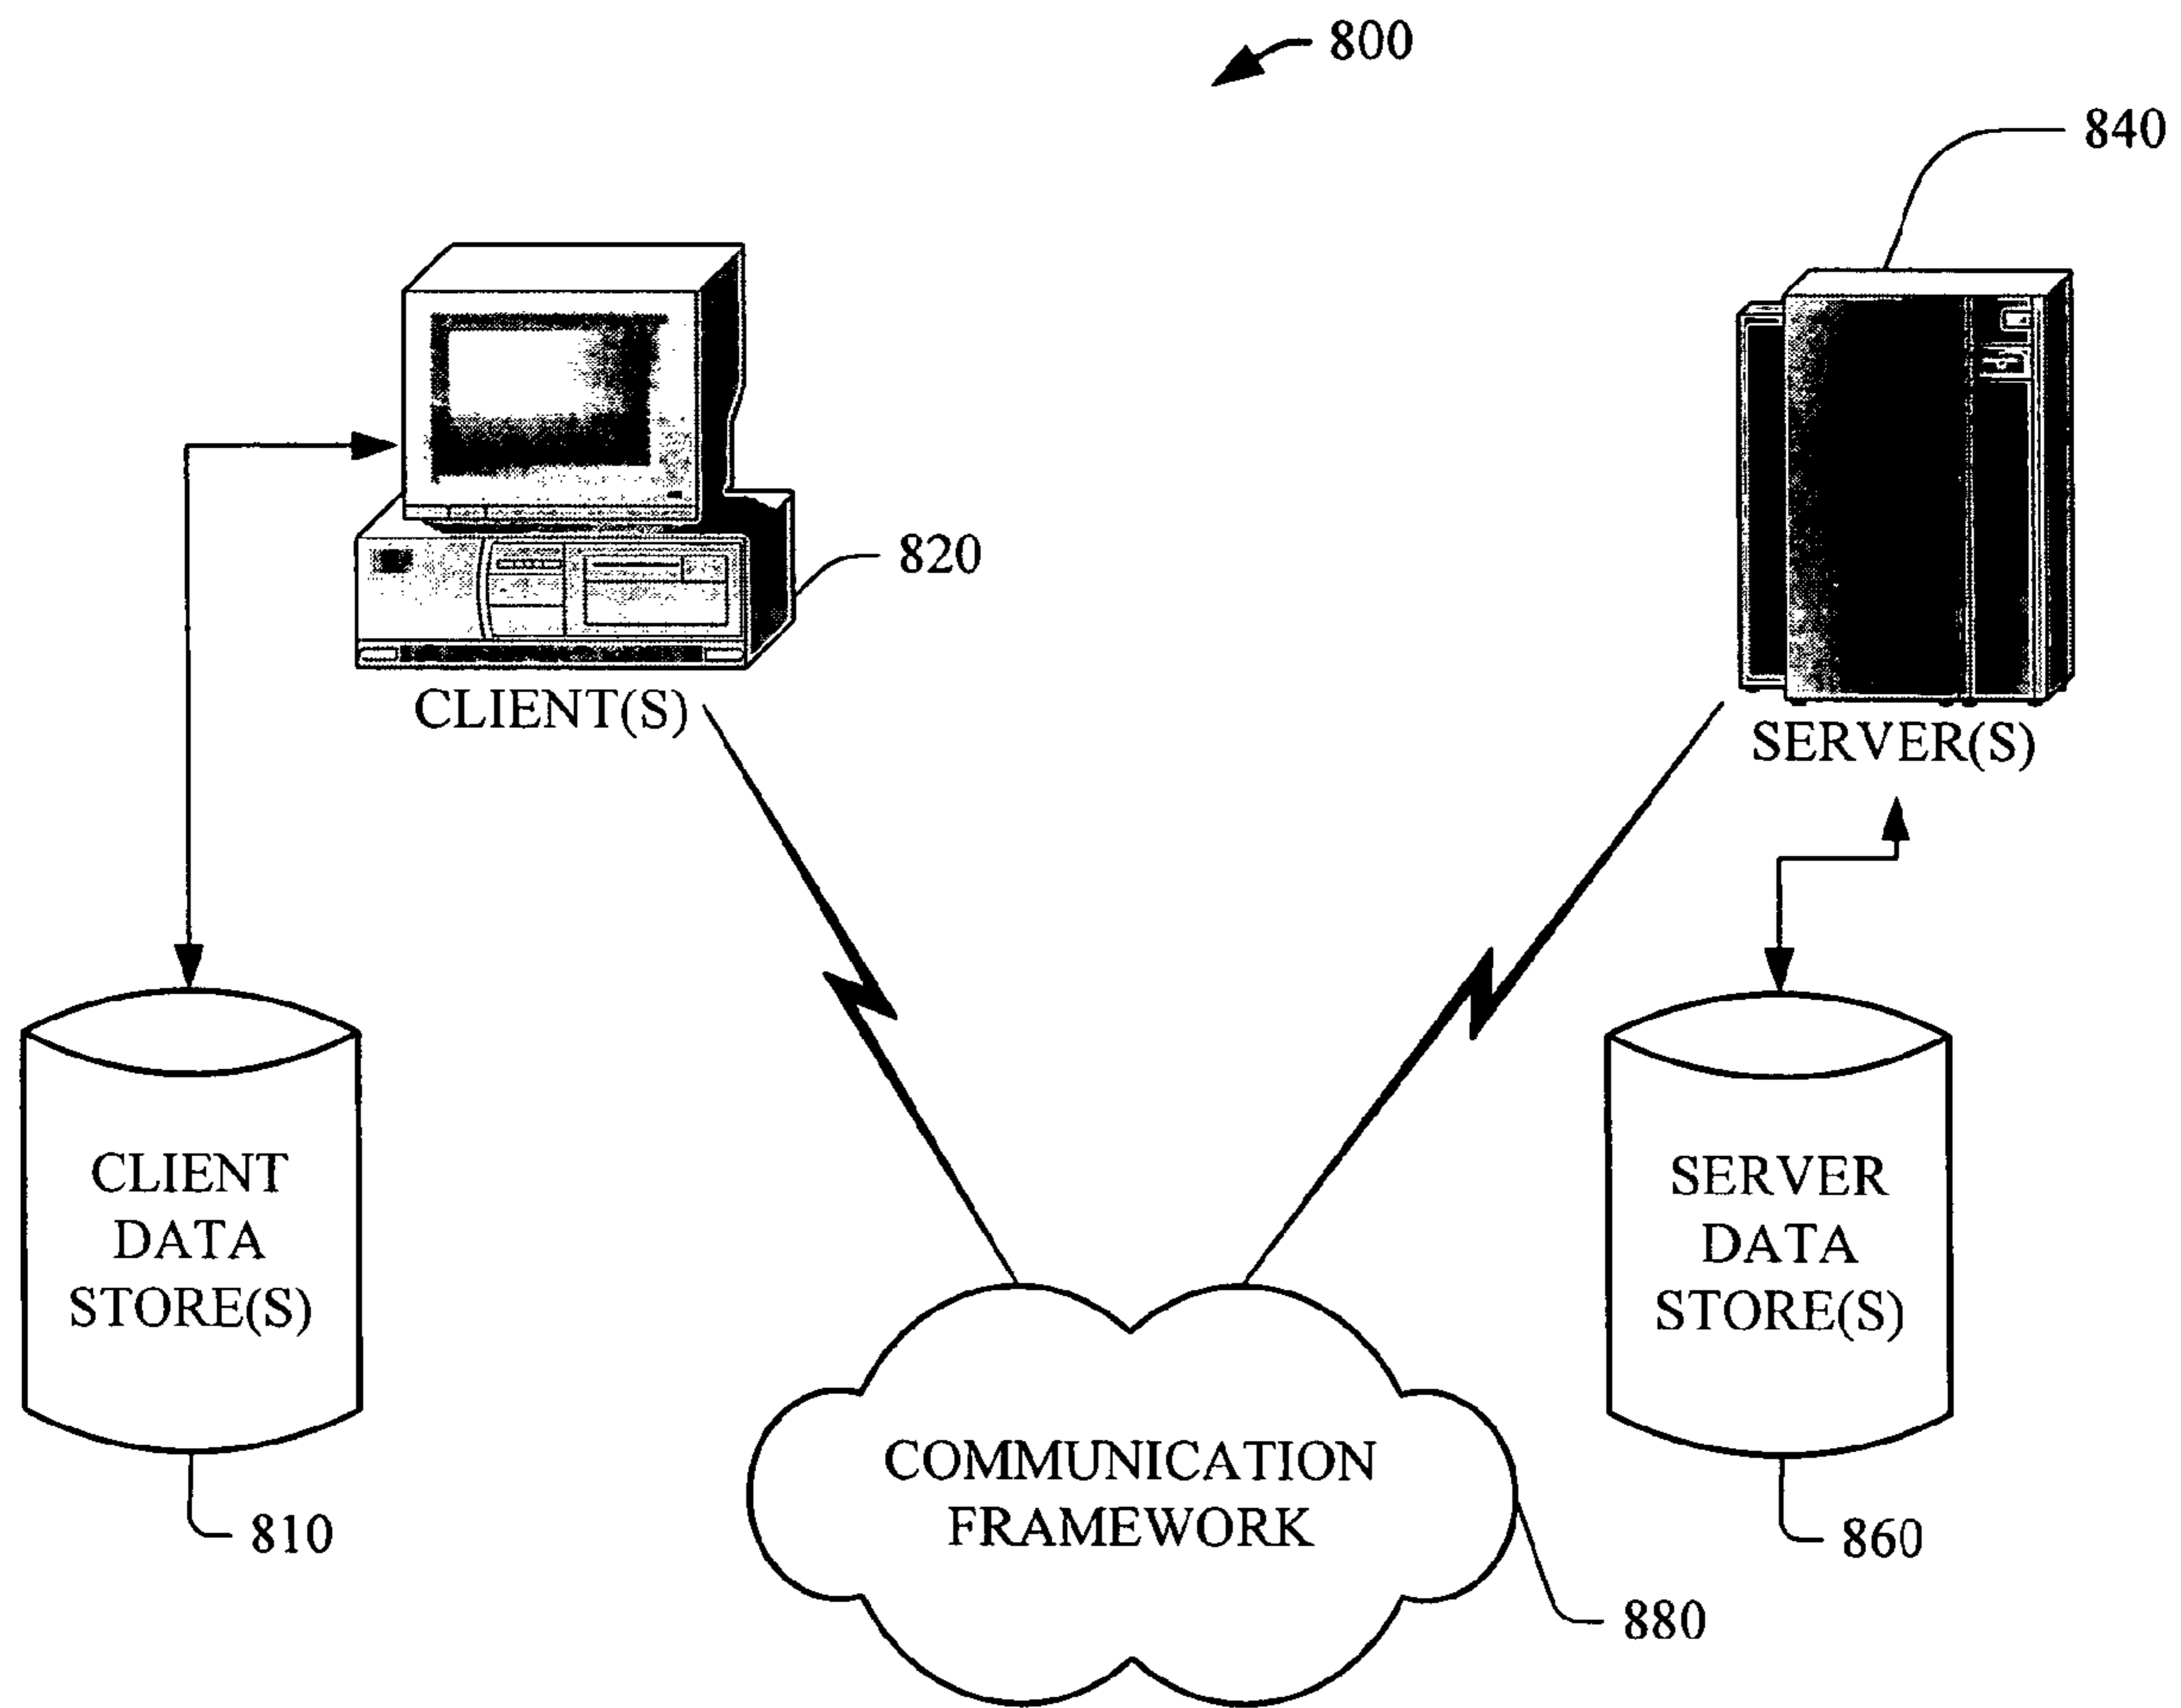 800
840
820
CLIENT(S)
SERVER(S)
CLIENT
DATA
STORE(S)
SERVER
DATA
STORE(S)
COMMUNICATION
FRAMEWORK
810
860
880